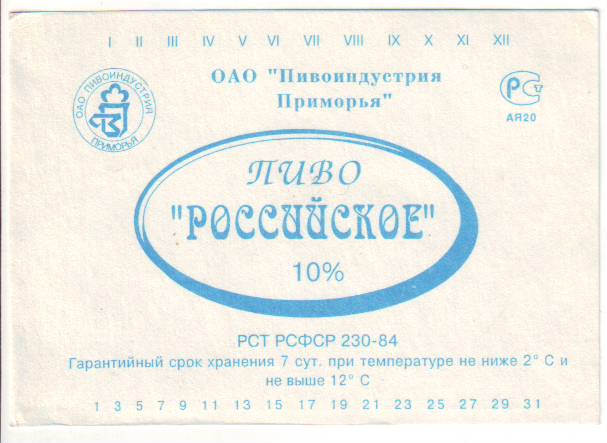 I II III IV V VI VII VIII IX X XI XII
ОАО "Пивоиндустрия
Приморья"
ОАО ПИВОИНДУСТРИЯ
ПРИМОРЬЯ
АЯ20
ПИВО
"РОССИЙСКОЕ"
10%
РСТ РСФСР 230-84
Гарантийный срок хранения 7 сут. при температуре не ниже 2° С и
не выше 12° С
1 3 5 7 9 11 13 15 17 19 21 23 25 27 29 31